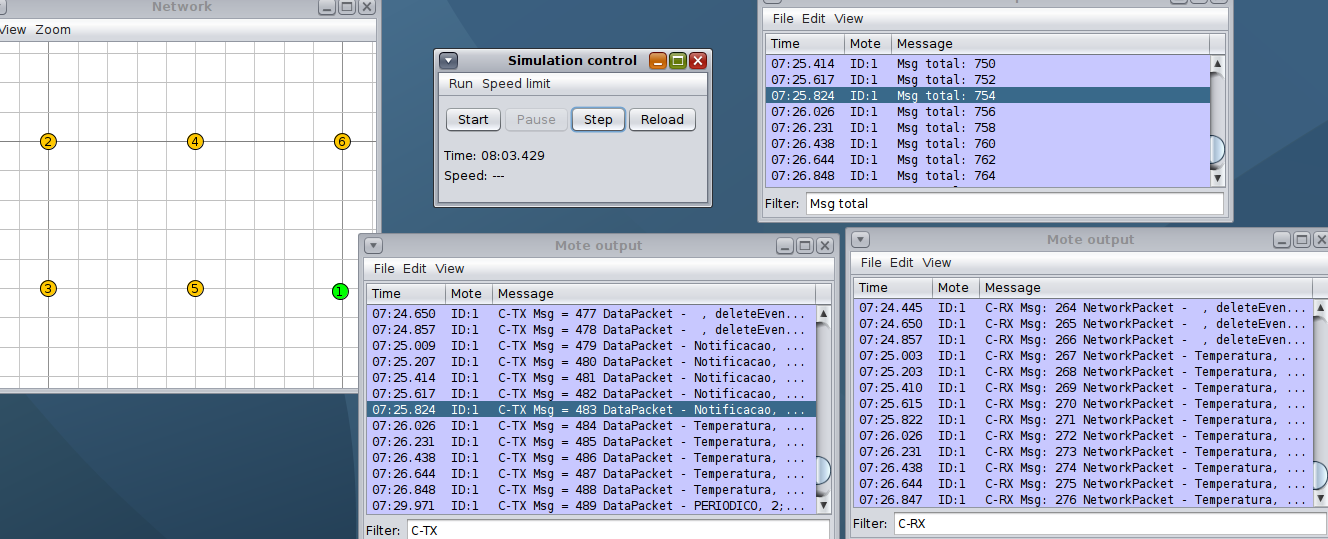 Network
View Zoom
2
4
6
3
5
1
Simulation control
Run Speed limit
Start Pause Step Reload
Time: 08:03.429
Speed: ---
File Edit View
Time Mote Message
07:25.414 ID:1 Msg total: 750
07:25.617 ID:1 Msg total: 752
07:25.824 ID:1 Msg total: 754
07:26.026 ID:1 Msg total: 756
07:26.231 ID:1 Msg total: 758
07:26.438 ID:1 Msg total: 760
07:26.644 ID:1 Msg total: 762
07:26.848 ID:1 Msg total: 764
Filter: Msg total
Mote output
File Edit View
Time Mote Message
07:24.650 ID:1 C-TX Msg = 477 DataPacket -  , deleteEven...
07:24.857 ID:1 C-TX Msg = 478 DataPacket -  , deleteEven...
07:25.009 ID:1 C-TX Msg = 479 DataPacket - Notificacao, ...
07:25.207 ID:1 C-TX Msg = 480 DataPacket - Notificacao, ...
07:25.414 ID:1 C-TX Msg = 481 DataPacket - Notificacao, ...
07:25.617 ID:1 C-TX Msg = 482 DataPacket - Notificacao, ...
07:25.824 ID:1 C-TX Msg = 483 DataPacket - Notificacao, ...
07:26.026 ID:1 C-TX Msg = 484 DataPacket - Temperatura, ...
07:26.231 ID:1 C-TX Msg = 485 DataPacket - Temperatura, ...
07:26.438 ID:1 C-TX Msg = 486 DataPacket - Temperatura, ...
07:26.644 ID:1 C-TX Msg = 487 DataPacket - Temperatura, ...
07:26.848 ID:1 C-TX Msg = 488 DataPacket - Temperatura, ...
07:29.971 ID:1 C-TX Msg = 489 DataPacket - PERIODICO, 2;...
Filter: C-TX
Mote output
File Edit View
Time Mote Message
07:24.445 ID:1 C-RX Msg: 264 NetworkPacket -  , deleteEven...
07:24.650 ID:1 C-RX Msg: 265 NetworkPacket -  , deleteEven...
07:24.857 ID:1 C-RX Msg: 266 NetworkPacket -  , deleteEven...
07:25.003 ID:1 C-RX Msg: 267 NetworkPacket - Temperatura, ...
07:25.203 ID:1 C-RX Msg: 268 NetworkPacket - Temperatura, ...
07:25.410 ID:1 C-RX Msg: 269 NetworkPacket - Temperatura, ...
07:25.615 ID:1 C-RX Msg: 270 NetworkPacket - Temperatura, ...
07:25.822 ID:1 C-RX Msg: 271 NetworkPacket - Temperatura, ...
07:26.026 ID:1 C-RX Msg: 272 NetworkPacket - Temperatura, ...
07:26.231 ID:1 C-RX Msg: 273 NetworkPacket - Temperatura, ...
07:26.438 ID:1 C-RX Msg: 274 NetworkPacket - Temperatura, ...
07:26.644 ID:1 C-RX Msg: 275 NetworkPacket - Temperatura, ...
07:26.847 ID:1 C-RX Msg: 276 NetworkPacket - Temperatura, ...
Filter: C-RX